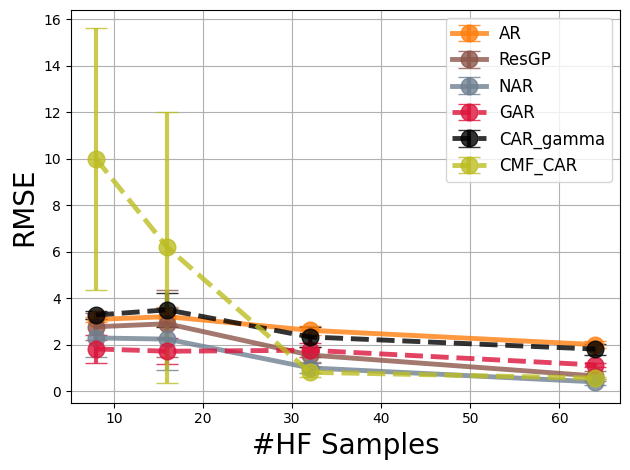 16
14
12
10
8
6
4
2
0
RMSE
AR
ResGP
NAR
GAR
CAR_gamma
CMF_CAR
10 20 30 40 50 60
#HF Samples